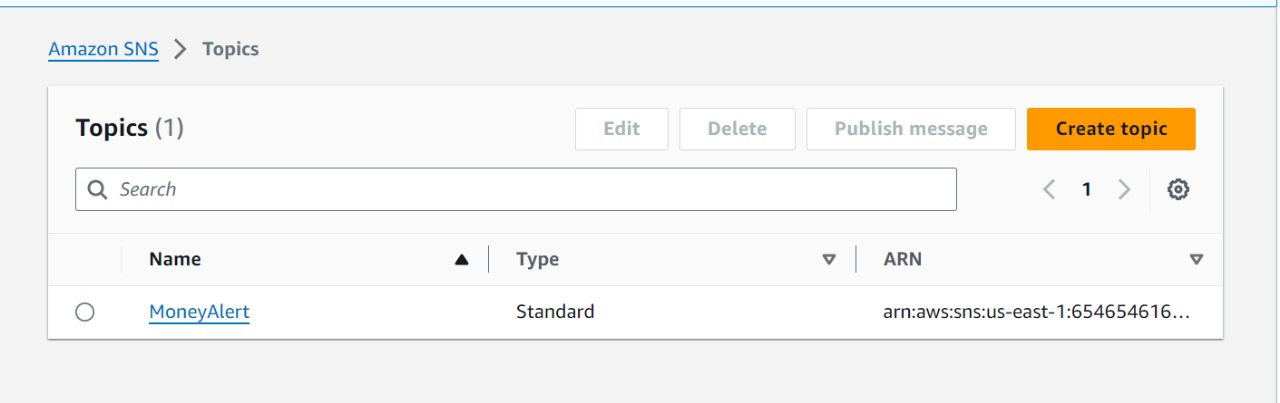 Amazon SNS > Topics
Topics (1) Edit Delete Publish message Create topic
Search 1
Name Type ARN
MoneyAlert Standard arn:aws:sns:us-east-1:654654616...